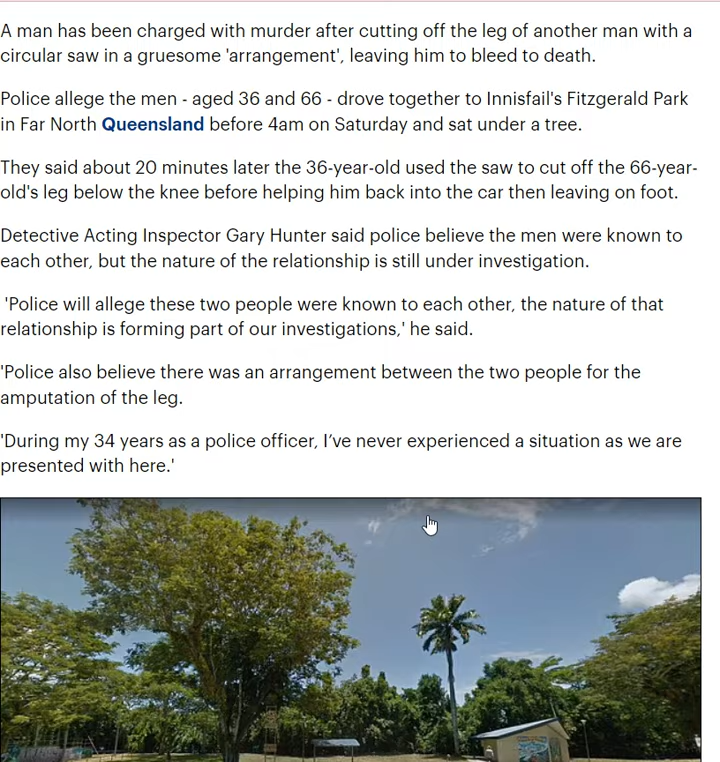 A man has been charged with murder after cutting off the leg of another man with a
circular saw in a gruesome 'arrangement', leaving him to bleed to death.
Police allege the men - aged 36 and 66 - drove together to Innisfail's Fitzgerald Park
in Far North Queensland before 4am on Saturday and sat under a tree.
They said about 20 minutes later the 36-year-old used the saw to cut off the 66-year-
old's leg below the knee before helping him back into the car then leaving on foot.
Detective Acting Inspector Gary Hunter said police believe the men were known to
each other, but the nature of the relationship is still under investigation.
'Police will allege these two people were known to each other, the nature of that
relationship is forming part of our investigations,' he said.
'Police also believe there was an arrangement between the two people for the
amputation of the leg.
'During my 34 years as a police officer, I’ve never experienced a situation as we are
presented with here.'